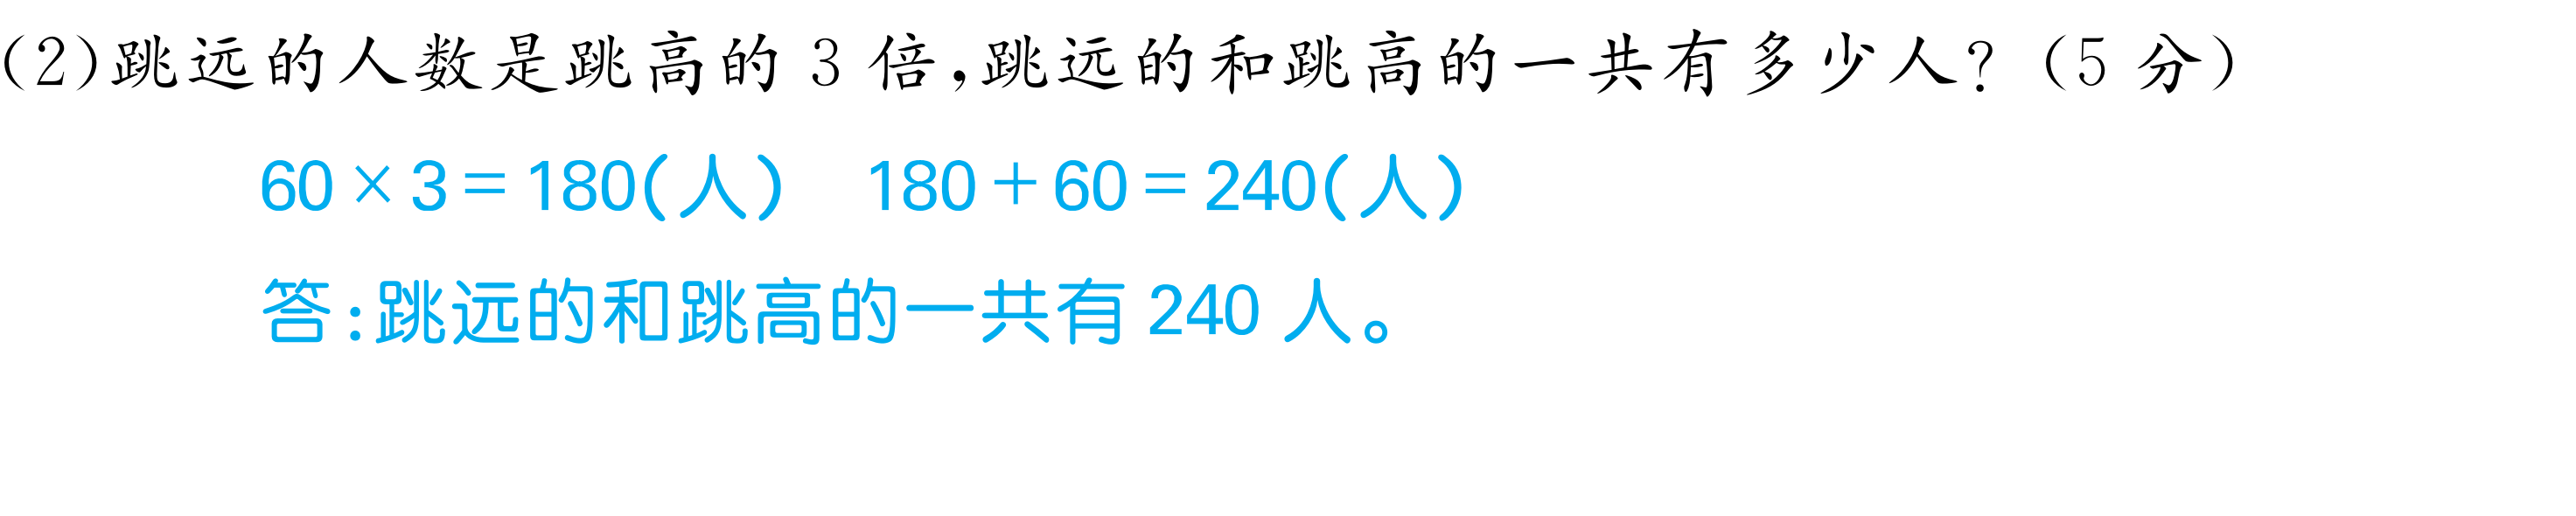 (2)跳远的人数是跳高的 3 倍,跳远的和跳高的一共有多少人?(5 分)
60×3=180(人) 180+60=240(人)
答:跳远的和跳高的一共有 240 人。